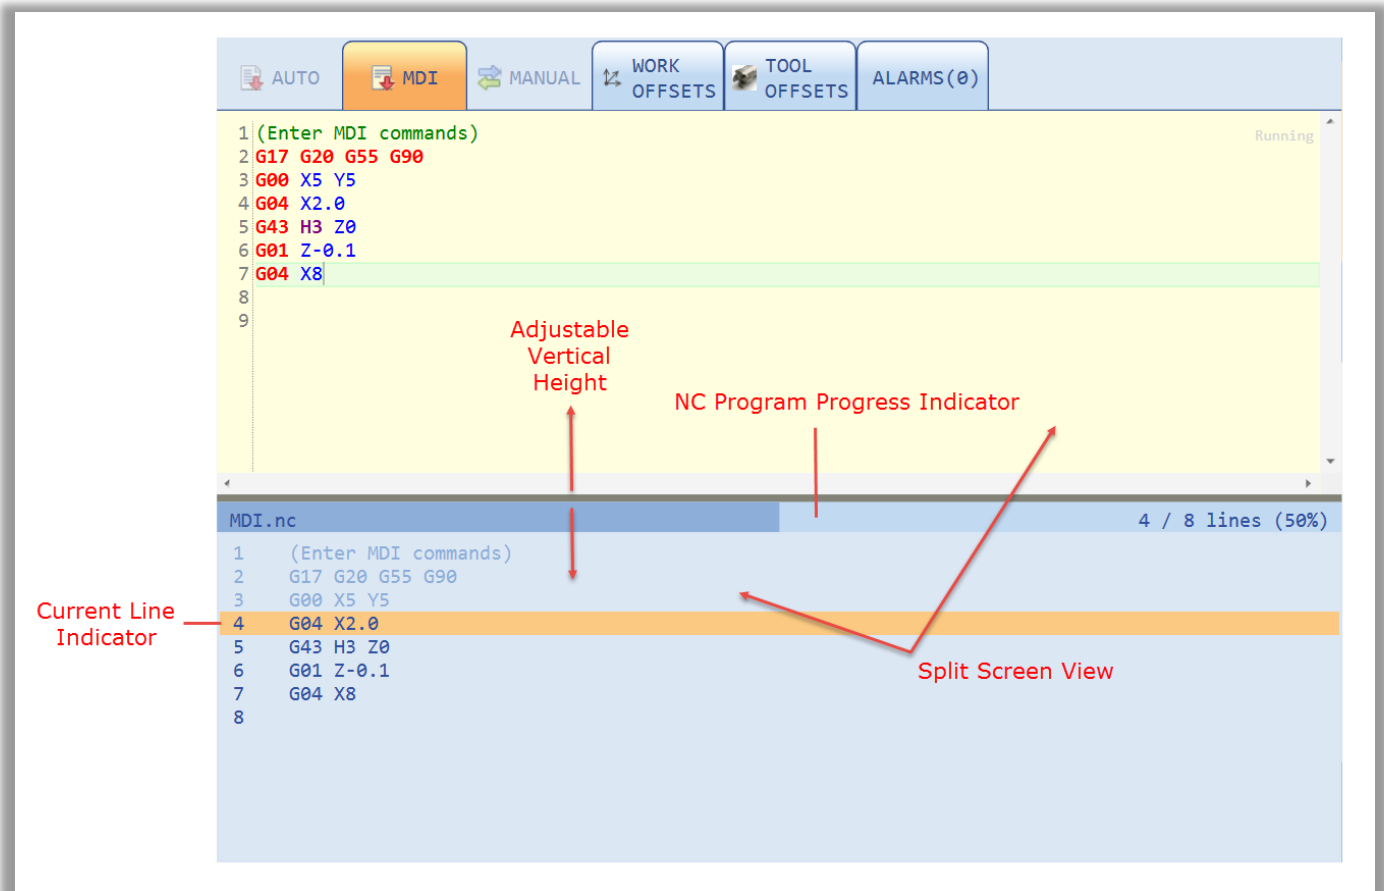 AUTO
MDI
MANUAL
WORK
OFFSETS
TOOL
OFFSETS
ALARMS(0)
1 (Enter MDI commands)
Running
2 G17 G20 G55 G90
3 G00 X5 Y5
4 G04 X2.0
5 G43 H3 Z0
6 G01 Z-0.1
7 G04 X8
8
9
Adjustable
Vertical
Height
NC Program Progress Indicator
MDI.nc
4 / 8 lines (50%)
1 (Enter MDI commands)
2 G17 G20 G55 G90
3 G00 X5 Y5
Current Line
Indicator
4 G04 X2.0
5 G43 H3 Z0
6 G01 Z-0.1
Split Screen View
7 G04 X8
8